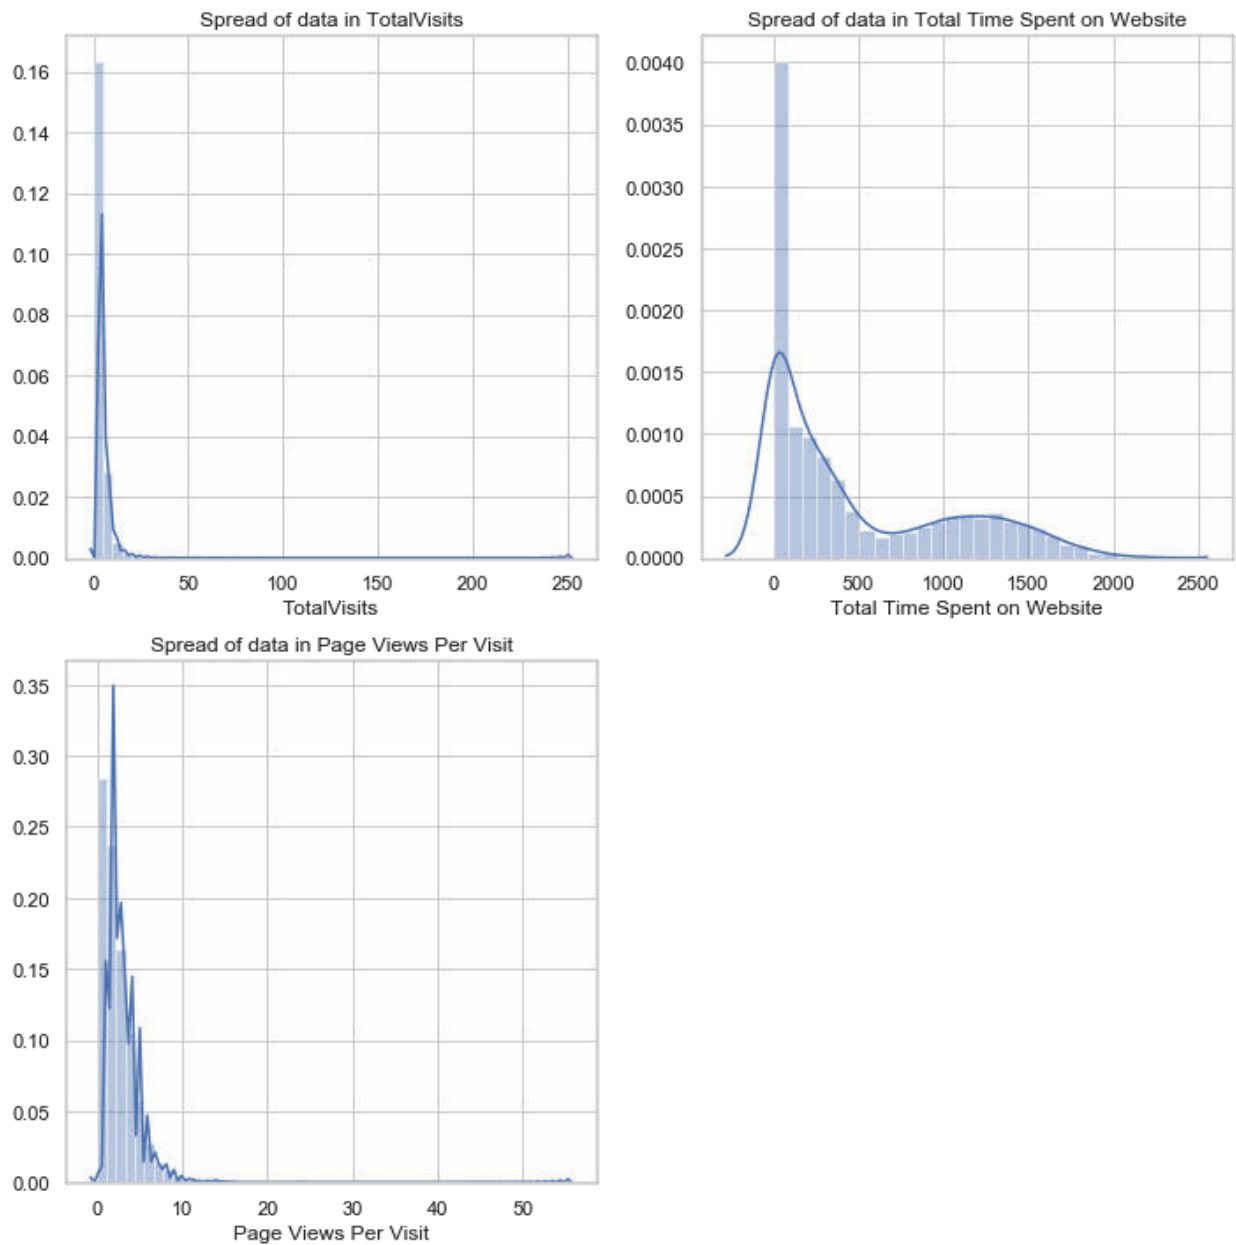 Spread of data in TotalVisits
0.16
0.14
0.12
0.10
0.08
0.06
0.04
0.02
0.00
0 50 100 150 200 250
TotalVisits
Spread of data in Total Time Spent on Website
0.0040
0.0035
0.0030
0.0025
0.0020
0.0015
0.0010
0.0005
0.0000
0 500 1000 1500 2000 2500
Total Time Spent on Website
Spread of data in Page Views Per Visit
0.35
0.30
0.25
0.20
0.15
0.10
0.05
0.00
0 10 20 30 40 50
Page Views Per Visit